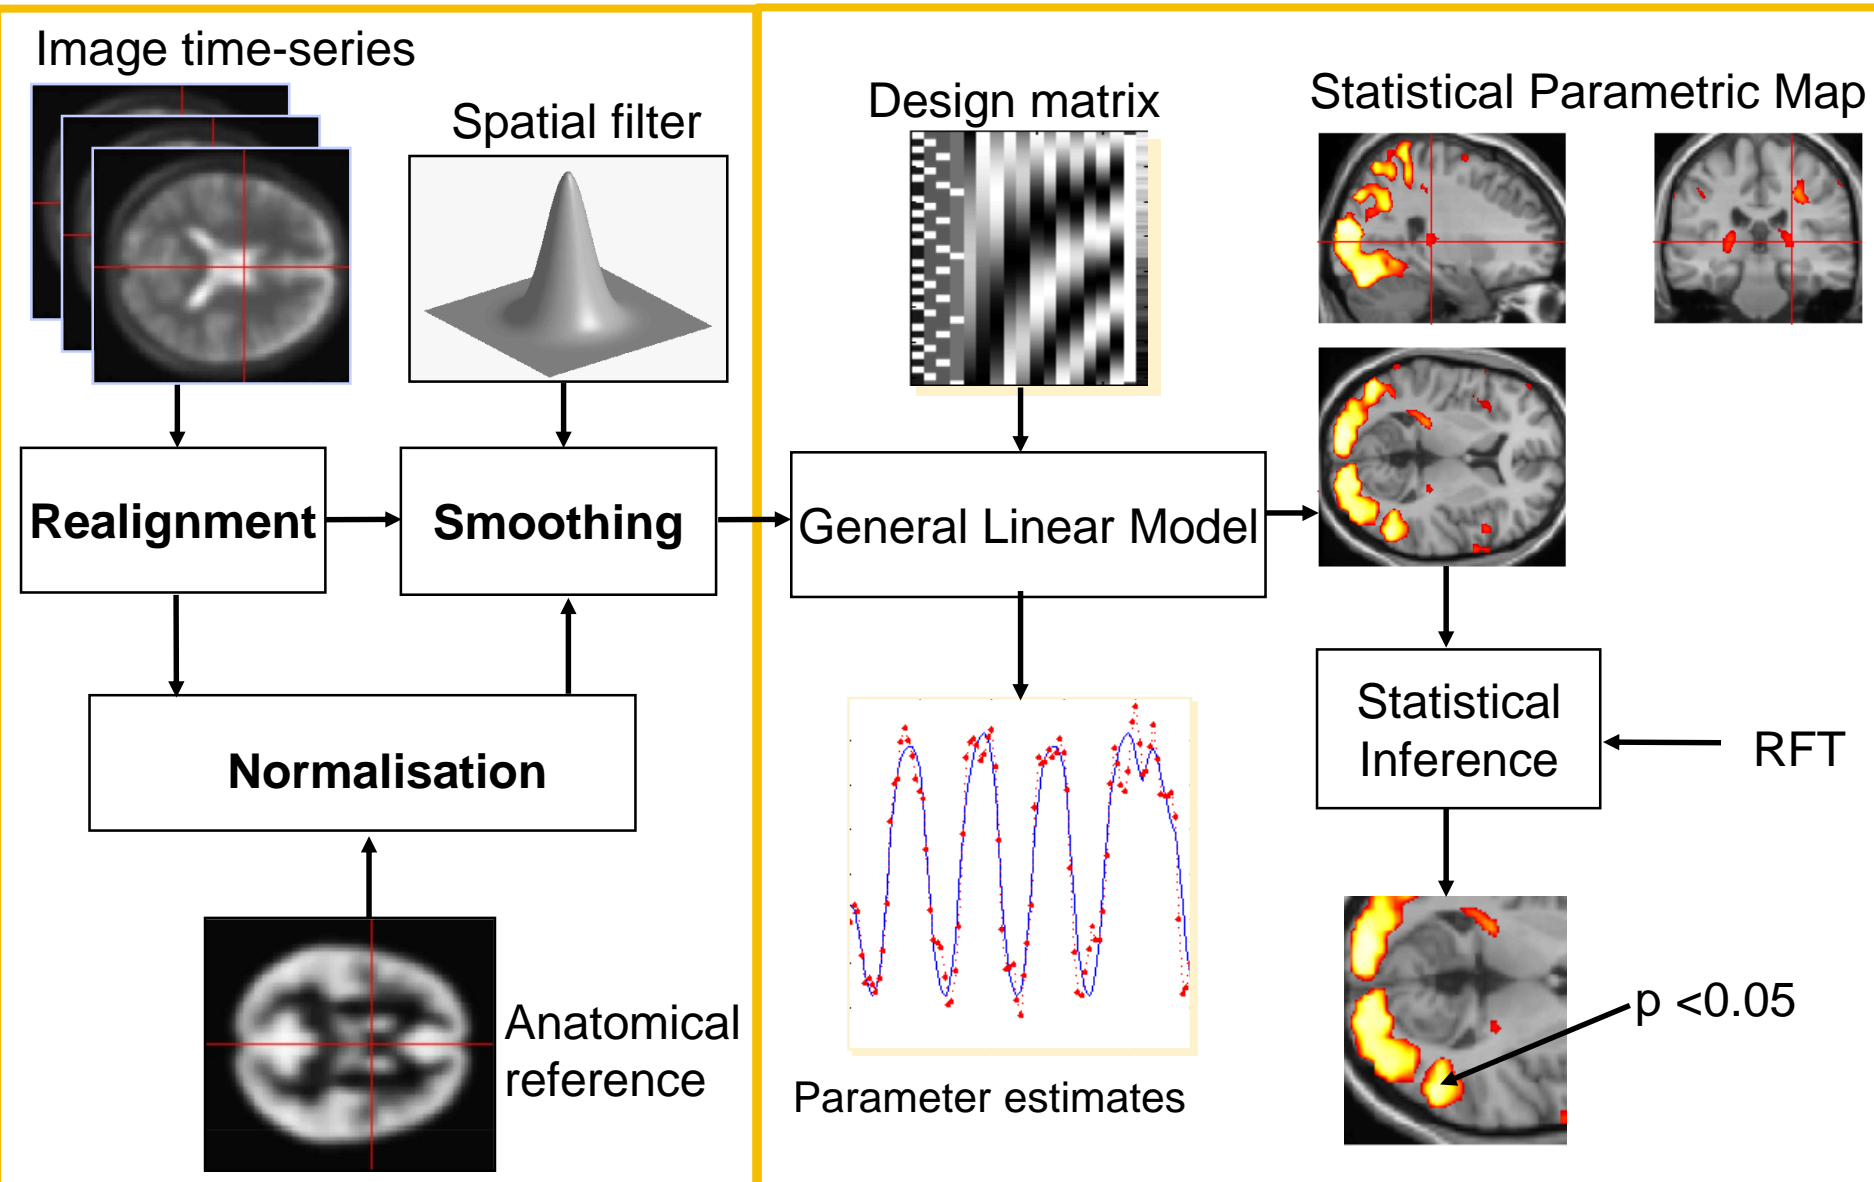 Image time-series
Spatial filter
Design matrix
Statistical Parametric Map
Realignment
Smoothing
General Linear Model
Normalisation
Statistical
Inference
RFT
Anatomical
reference
Parameter estimates
p <0.05